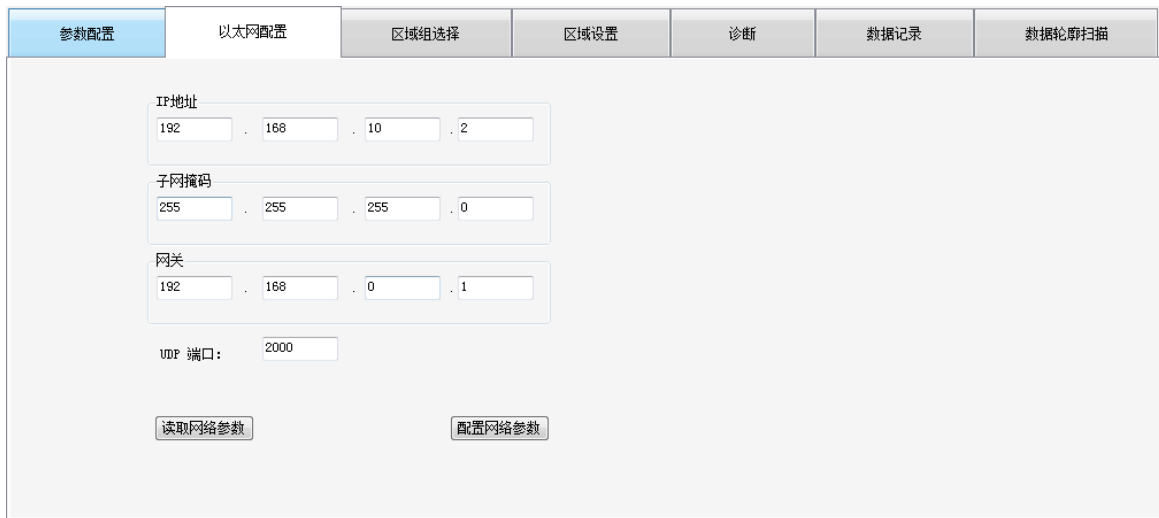 参数配置 以太网配置 区域组选择 区域设置 诊断 数据记录 数据轮廓扫描
IP地址
192 . 168 . 10 . 2
子网掩码
255 . 255 . 255 . 0
网关
192 . 168 . 0 . 1
UDP 端口： 2000
读取网络参数 配置网络参数